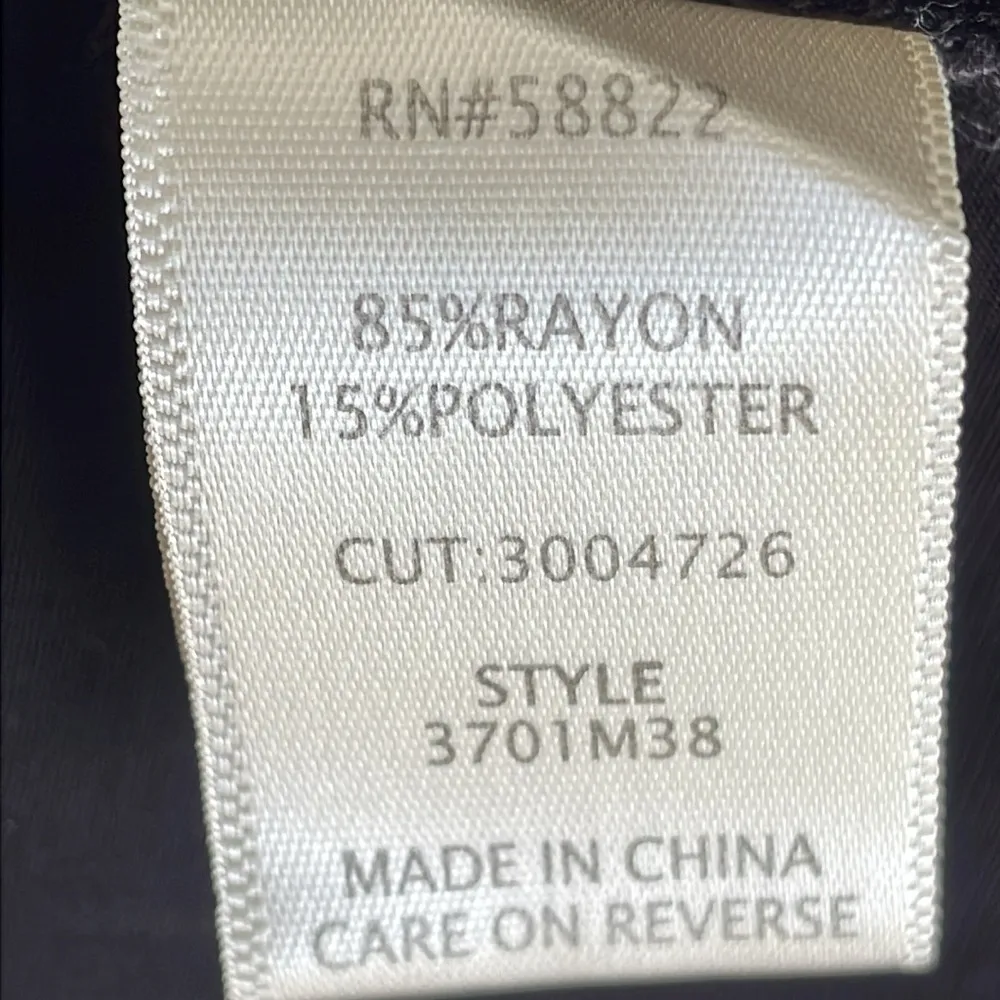 RN#58822
85%RAYON
15%POLYESTER
CUT:3004726
STYLE
3701M38
MADE IN CHINA
CARE ON REVERSE